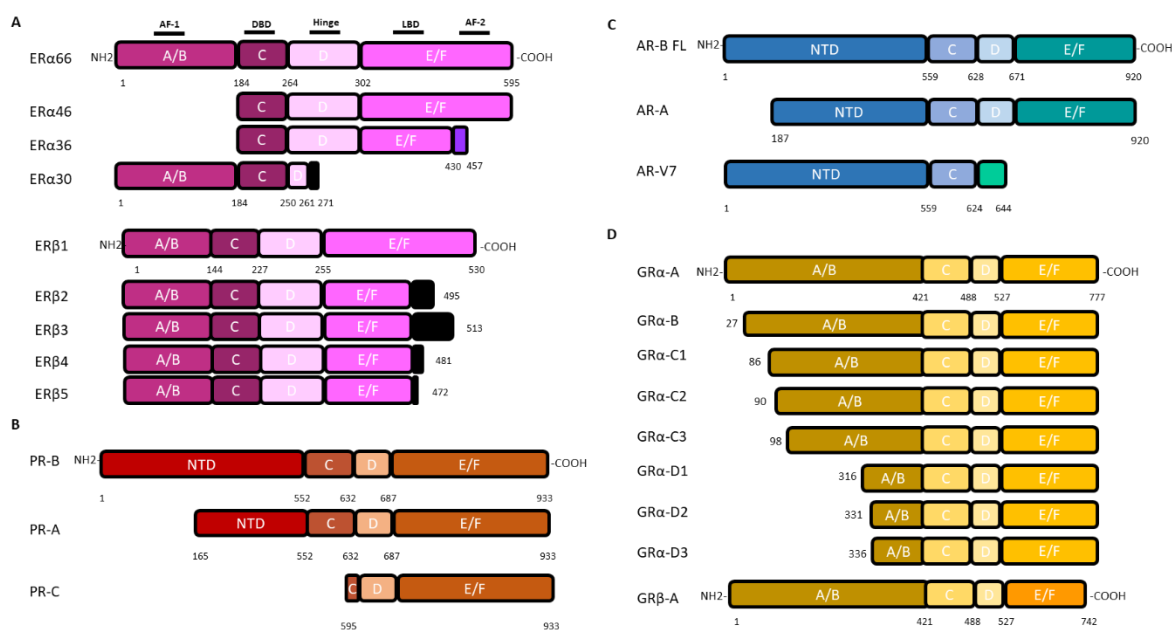 A
AF-1 DBD Hinge LBD AF-2
ERα66 NH2 A/B C D E/F -COOH
1 184 264 302 595
ERα46 C D E/F
ERα36 C D E/F
430 457
ERα30 A/B C D
1 184 250 261 271
ERβ1 NH2 A/B C D E/F -COOH
1 144 227 255 530
ERβ2 A/B C D E/F 495
ERβ3 A/B C D E/F 513
ERβ4 A/B C D E/F 481
ERβ5 A/B C D E/F 472
B
PR-B NH2- NTD C D E/F -COOH
1 552 632 687 933
PR-A NTD C D E/F
165 552 632 687 933
PR-C C D E/F
595 933
C
AR-B FL NH2- NTD C D E/F -COOH
1 559 628 671 920
AR-A NTD C D E/F
187 920
AR-V7 NTD C
1 559 624 644
D
GRα-A NH2- A/B C D E/F -COOH
1 421 488 527 777
GRα-B 27 A/B C D E/F
GRα-C1 86 A/B C D E/F
GRα-C2 90 A/B C D E/F
GRα-C3 98 A/B C D E/F
GRα-D1 316 A/B C D E/F
GRα-D2 331 A/B C D E/F
GRα-D3 336 A/B C D E/F
GRβ-A NH2- A/B C D E/F -COOH
1 421 488 527 742